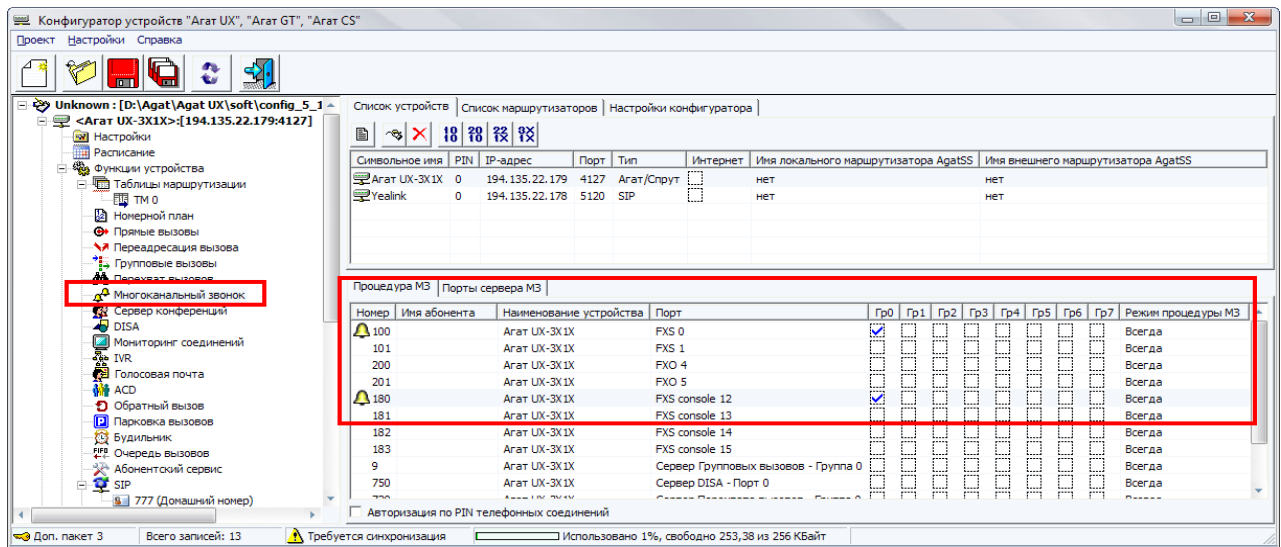 Конфигуратор устройств "Агат UX", "Агат GT", "Агат CS"
Проект Настройки Справка
Unknown : [D:\Agat\Agat UX\soft\config_5_1
<Агат UX-3X1X>:[194.135.22.179:4127]
Настройки
Расписание
Функции устройства
Таблицы маршрутизации
ТМ 0
Номерной план
Прямые вызовы
Переадресация вызова
Групповые вызовы
Перехват вызовов
Многоканальный звонок
Сервер конференций
DISA
Мониторинг соединений
IVR
Голосовая почта
ACD
Обратный вызов
Парковка вызовов
Будильник
Очередь вызовов
Абонентский сервис
SIP
777 (Домашний номер)
Список устройств Список маршрутизаторов Настройки конфигуратора
Символьное имя PIN IP-адрес Порт Тип Интернет Имя локального маршрутизатора AgatSS Имя внешнего маршрутизатора AgatSS
Агат UX-3X1X 0 194.135.22.179 4127 Агат/Спрут нет нет
Yealink 0 194.135.22.178 5120 SIP нет нет
Процедура МЗ Порты сервера МЗ
Номер Имя абонента Наименование устройства Порт Гр0 Гр1 Гр2 Гр3 Гр4 Гр5 Гр6 Гр7 Режим процедуры МЗ
100 Агат UX-3X1X FXS 0 Всегда
101 Агат UX-3X1X FXS 1 Всегда
200 Агат UX-3X1X FXO 4 Всегда
201 Агат UX-3X1X FXO 5 Всегда
180 Агат UX-3X1X FXS console 12 Всегда
181 Агат UX-3X1X FXS console 13 Всегда
182 Агат UX-3X1X FXS console 14 Всегда
183 Агат UX-3X1X FXS console 15 Всегда
9 Агат UX-3X1X Сервер Групповых вызовов - Группа 0 Всегда
750 Агат UX-3X1X Сервер DISA - Порт 0 Всегда
Авторизация по PIN телефонных соединений
Доп. пакет 3 Всего записей: 13 Требуется синхронизация Использовано 1%, свободно 253,38 из 256 КБайт